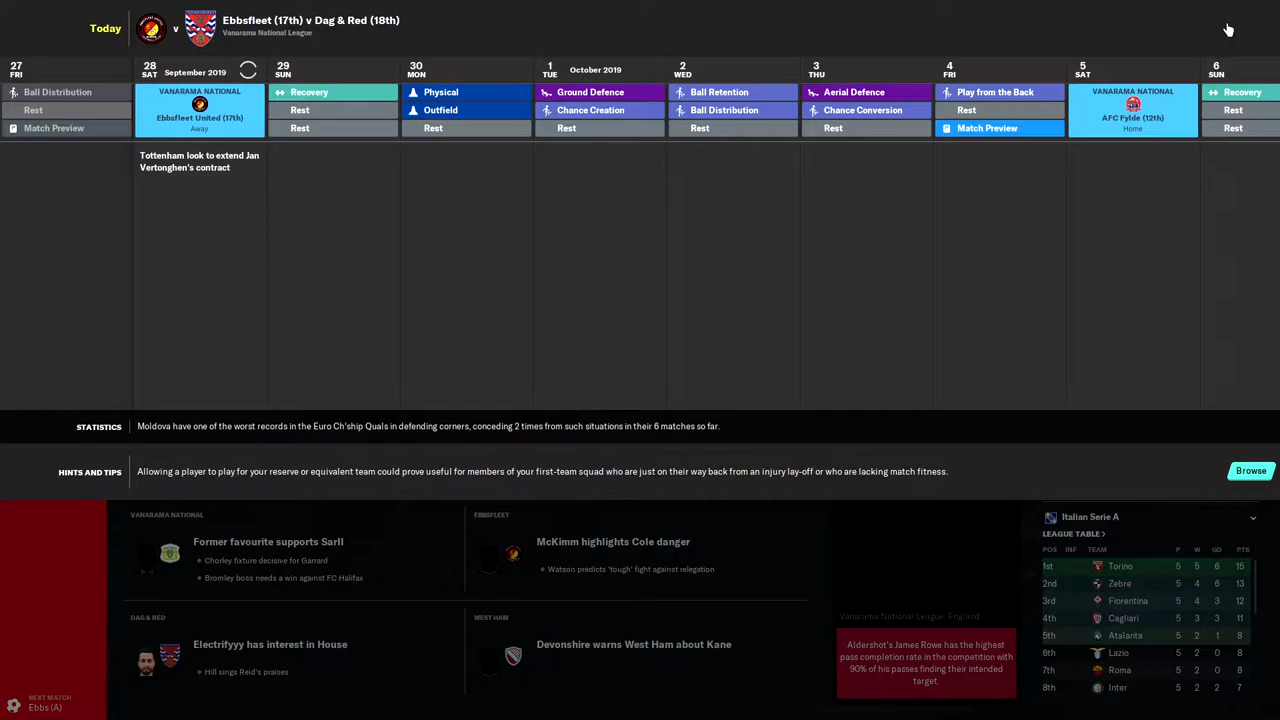 Today
v
Ebbsfleet (17th) v Dag & Red (18th)
Vanarama National League
27
FRI
28
SAT
September 2019
29
SUN
30
MON
1
TUE
October 2019
2
WED
3
THU
4
FRI
5
SAT
6
SUN
Ball Distribution
Rest
Match Preview
VANARAMA NATIONAL
Ebbsfleet United (17th)
Away
Recovery
Rest
Rest
Physical
Outfield
Rest
Ground Defence
Chance Creation
Rest
Ball Retention
Ball Distribution
Rest
Aerial Defence
Chance Conversion
Rest
Play from the Back
Rest
Match Preview
VANARAMA NATIONAL
AFC Fylde (12th)
Home
Recovery
Rest
Rest
Tottenham look to extend Jan
Vertonghen's contract
STATISTICS
Moldova have one of the worst records in the Euro Ch'ship Quals in defending corners, conceding 2 times from such situations in their 6 matches so far.
HINTS AND TIPS
Allowing a player to play for your reserve or equivalent team could prove useful for members of your first-team squad who are just on their way back from an injury lay-off or who are lacking match fitness.
Browse
VANARAMA NATIONAL
Former favourite supports Sarll
Chorley fixture decisive for Garrard
Bromley boss needs a win against FC Halifax
EBBSFLEET
McKimm highlights Cole danger
Watson predicts 'tough' fight against relegation
DAG & RED
Electrifyyy has interest in House
Hill sings Reid's praises
WEST HAM
Devonshire warns West Ham about Kane
Vanarama National League, England
Aldershot's James Rowe has the highest
pass completion rate in the competition with
90% of his passes finding their intended
target.
Italian Serie A
LEAGUE TABLE >
POS INF TEAM P W GD PTS
1st Torino 5 5 6 15
2nd Zebre 5 4 6 13
3rd Fiorentina 5 4 3 12
4th Cagliari 5 3 3 11
5th Atalanta 5 2 1 8
6th Lazio 5 2 0 8
7th Roma 5 2 0 8
8th Inter 5 2 2 7
NEXT MATCH
Ebbs (A)